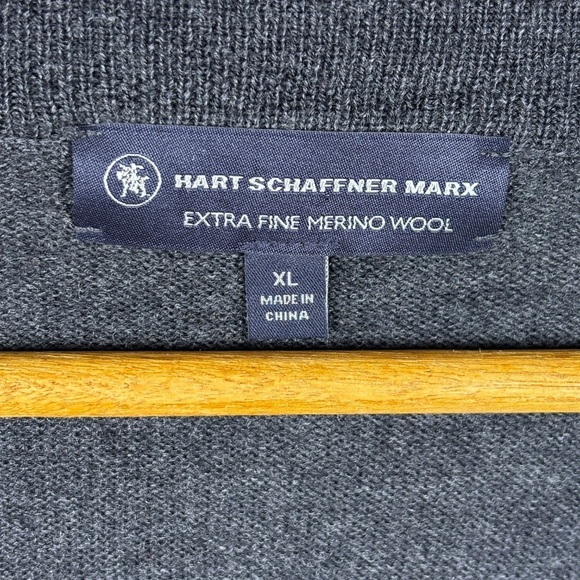 HART SCHAFFNER MARX
EXTRA FINE MERINO WOOL
XL
MADE IN
CHINA